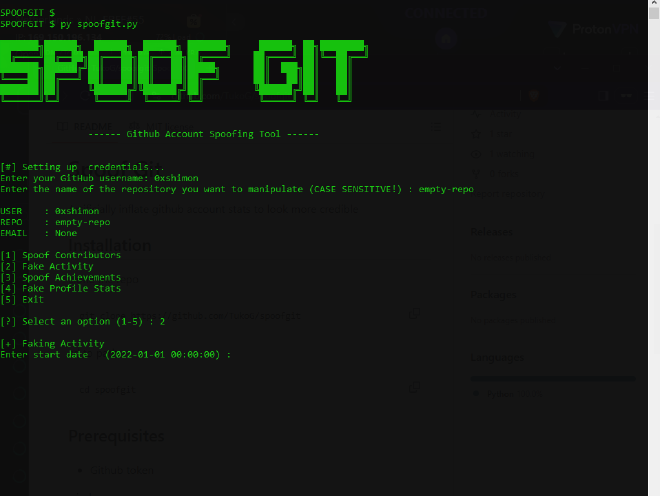 SPOOFGIT $
SPOOFGIT $ py spoofgit.py
SPOOF GIT
------ Github Account Spoofing Tool ------
[#] Setting up  credentials...
Enter your GitHub username: 0xshimon
Enter the name of the repository you want to manipulate (CASE SENSITIVE!) : empty-repo
USER    : 0xshimon
REPO    : empty-repo
EMAIL   : None
[1] Spoof Contributors
[2] Fake Activity
[3] Spoof Achievements
[4] Fake Profile Stats
[5] Exit
[?] Select an option (1-5) : 2
[+] Faking Activity
Enter start date   (2022-01-01 00:00:00) :
Installation
Prerequisites
Releases
Packages
Languages